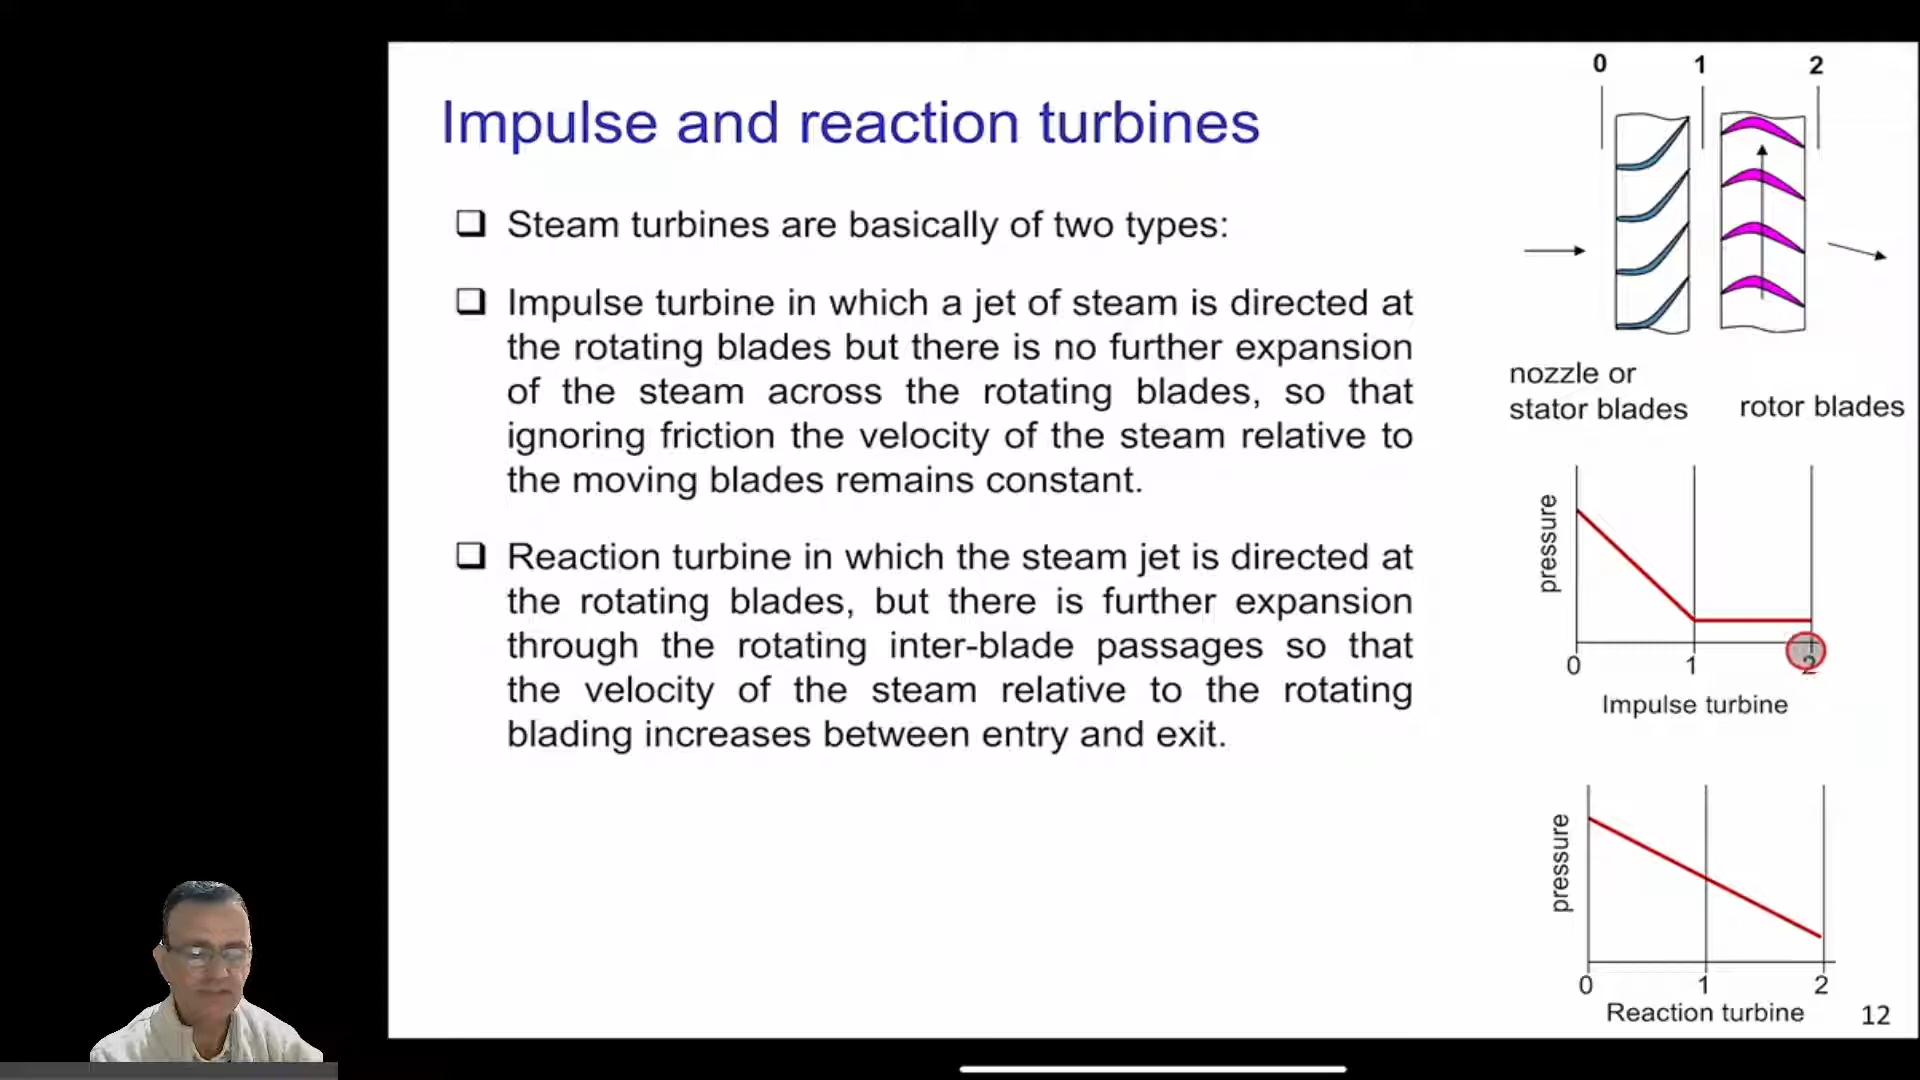 Impulse and reaction turbines
Steam turbines are basically of two types:
Impulse turbine in which a jet of steam is directed at
the rotating blades but there is no further expansion
of the steam across the rotating blades, so that
ignoring friction the velocity of the steam relative to
the moving blades remains constant.
Reaction turbine in which the steam jet is directed at
the rotating blades, but there is further expansion
through the rotating inter-blade passages so that
the velocity of the steam relative to the rotating
blading increases between entry and exit.
0 1 2
nozzle or
stator blades
rotor blades
pressure
0 1 2
Impulse turbine
pressure
0 1 2
Reaction turbine
12